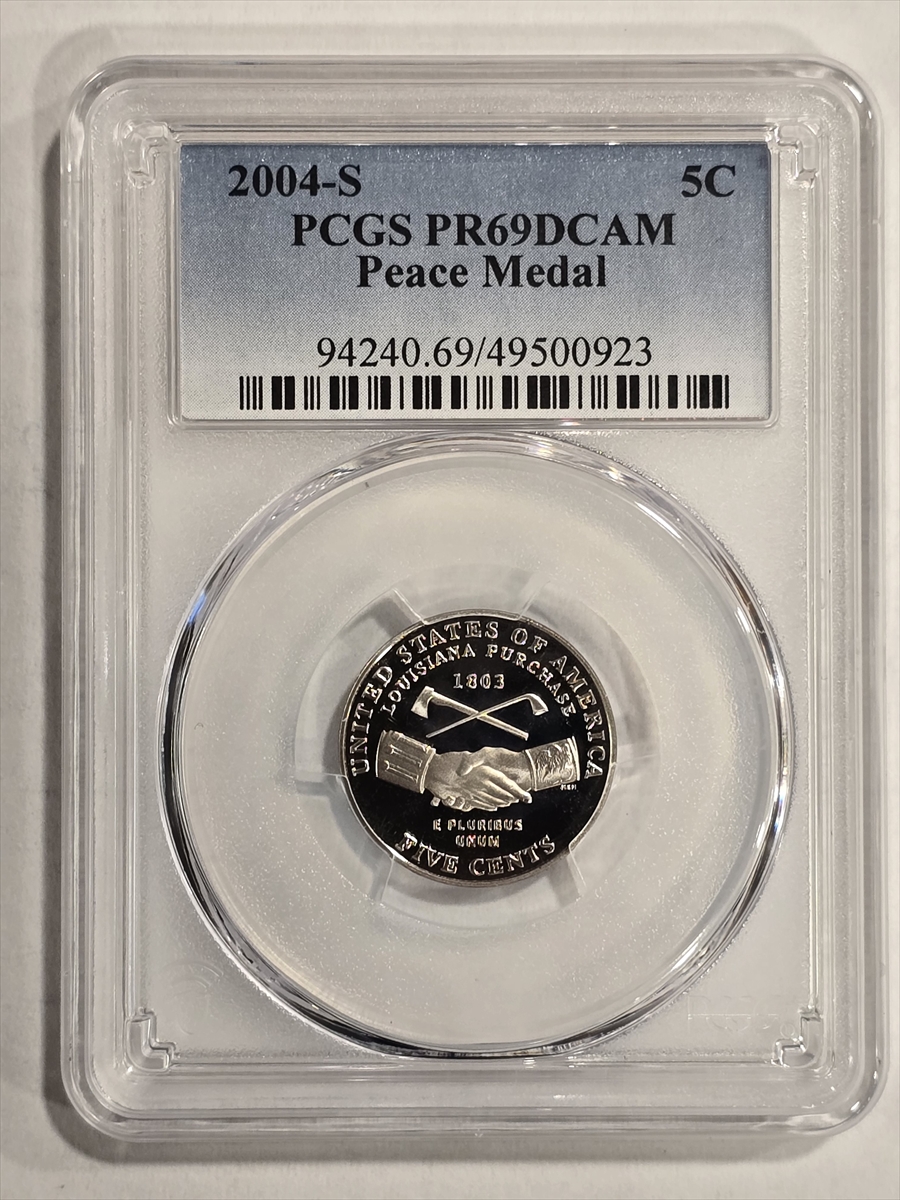 2004-S 5C
PCGS PR69DCAM
Peace Medal
94240.69/49500923
UNITED STATES OF AMERICA
LOUISIANA PURCHASE
1803
E PLURIBUS
UNUM
FIVE CENTS